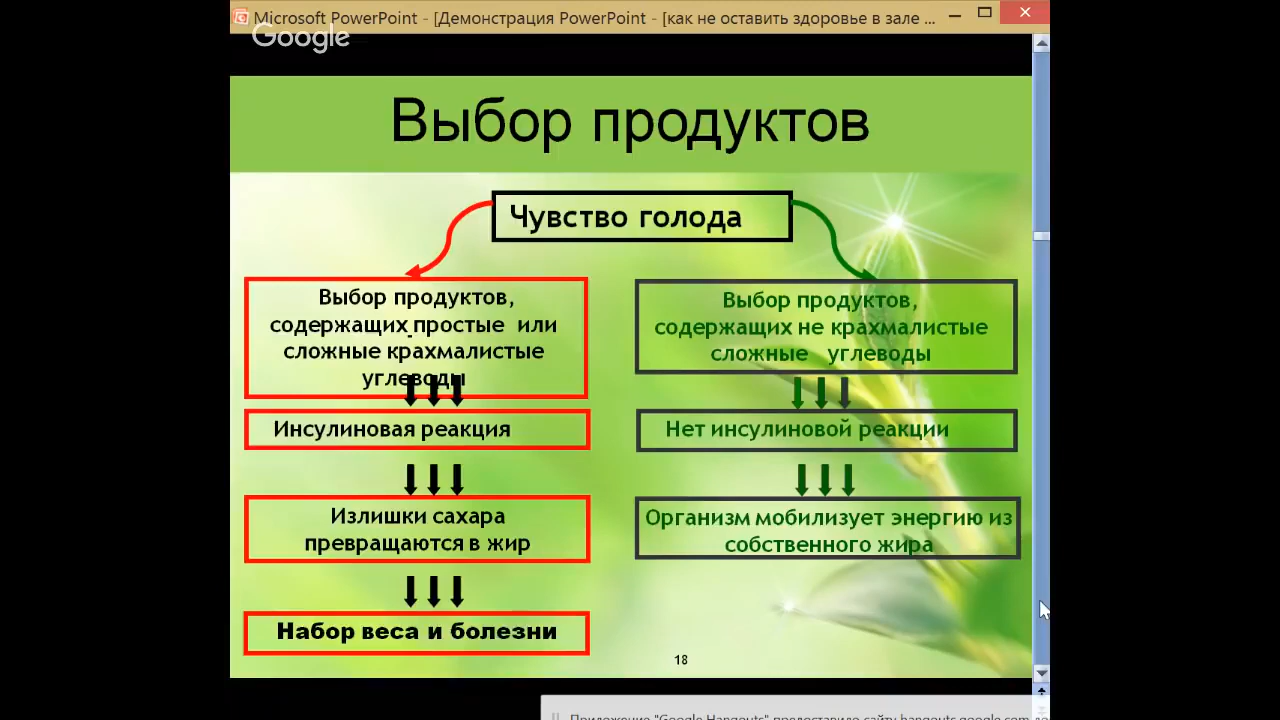 Microsoft PowerPoint - [Демонстрация PowerPoint - [как не оставить здоровье в зале ...
Google
Выбор продуктов
Чувство голода
Выбор продуктов,
содержащих простые или
сложные крахмалистые
углеводы
Инсулиновая реакция
Излишки сахара
превращаются в жир
Набор веса и болезни
Выбор продуктов,
содержащих не крахмалистые
сложные углеводы
Нет инсулиновой реакции
Организм мобилизует энергию из
собственного жира
18
Приложение "Google Hangouts" предоставило сайту hangouts.google.com до